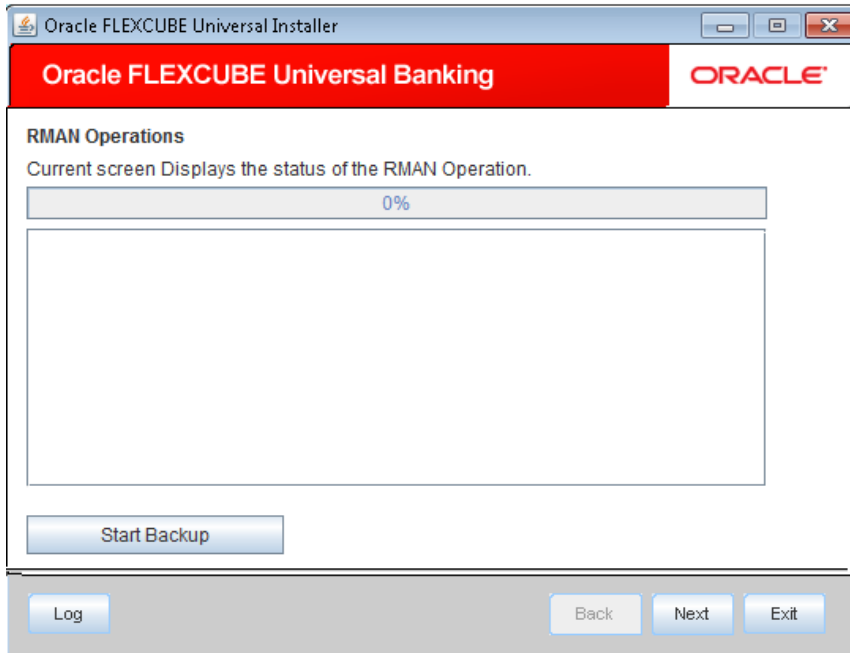 Oracle FLEXCUBE Universal Installer
Oracle FLEXCUBE Universal Banking
ORACLE
RMAN Operations
Current screen Displays the status of the RMAN Operation.
0%
Start Backup
Log Back Next Exit